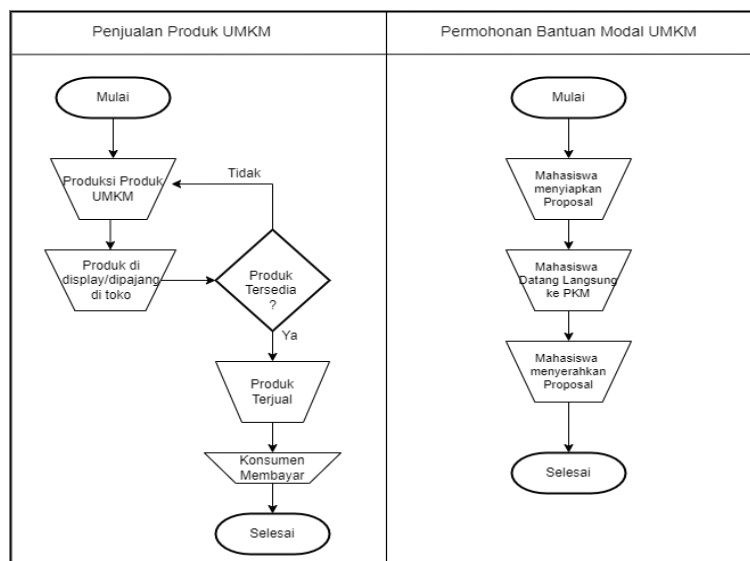 Penjualan Produk UMKM
Permohonan Bantuan Modal UMKM
Mulai
Produksi Produk
UMKM
Tidak
Produk di
display/dipajang
di toko
Produk
Tersedia
?
Ya
Produk
Terjual
Konsumen
Membayar
Selesai
Mulai
Mahasiswa
menyiapkan
Proposal
Mahasiswa
Datang Langsung
ke PKM
Mahasiswa
menyerahkan
Proposal
Selesai